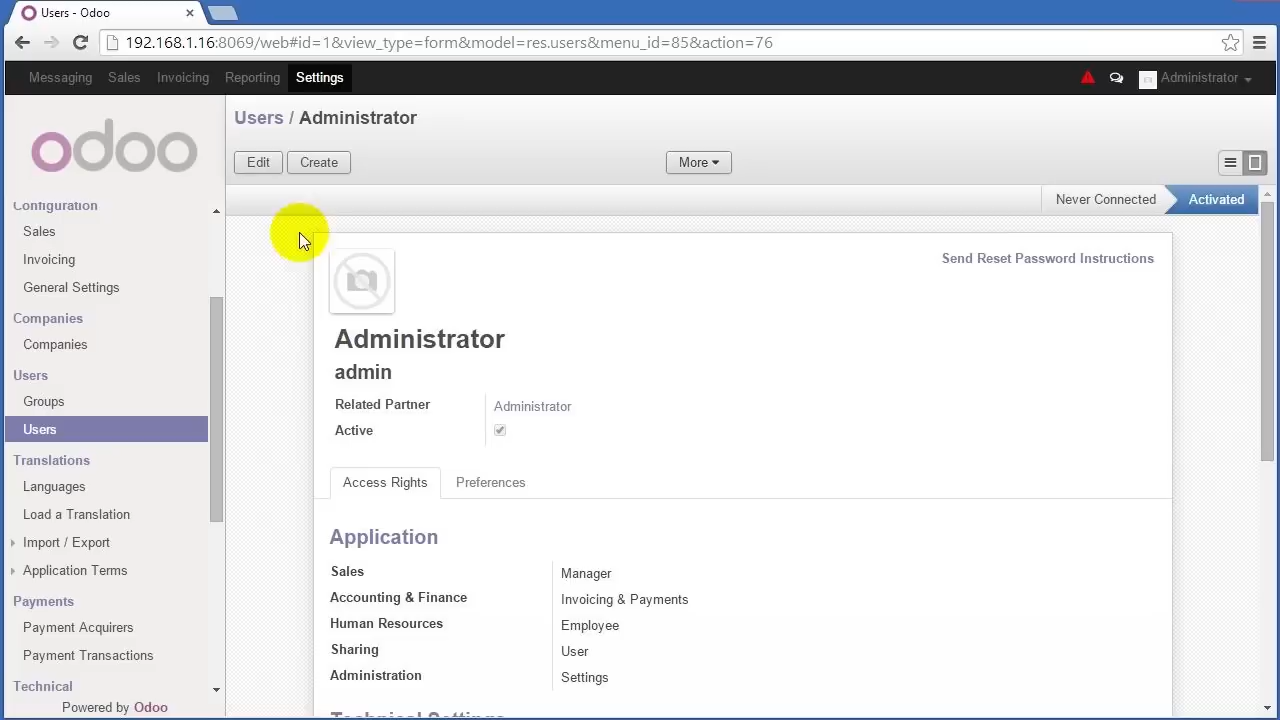 Users - Odoo
192.168.1.16:8069/web#id=1&view_type=form&model=res.users&menu_id=85&action=76
Messaging Sales Invoicing Reporting Settings Administrator
odoo
Users / Administrator
Edit Create More
Never Connected Activated
Configuration
Sales
Invoicing
General Settings
Companies
Companies
Users
Groups
Users
Translations
Languages
Load a Translation
Import / Export
Application Terms
Payments
Payment Acquirers
Payment Transactions
Technical
Powered by Odoo
Send Reset Password Instructions
Administrator
admin
Related Partner Administrator
Active
Access Rights Preferences
Application
Sales Manager
Accounting & Finance Invoicing & Payments
Human Resources Employee
Sharing User
Administration Settings
Technical Settings